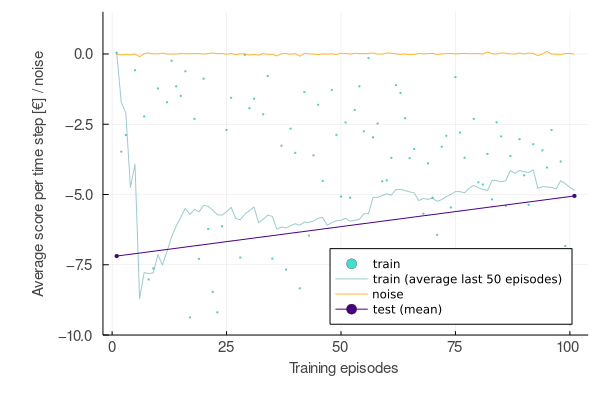 Average score per time step [€] / noise
0.0
−2.5
−5.0
−7.5
−10.0
train
train (average last 50 episodes)
noise
test (mean)
0
25
50
75
100
Training episodes